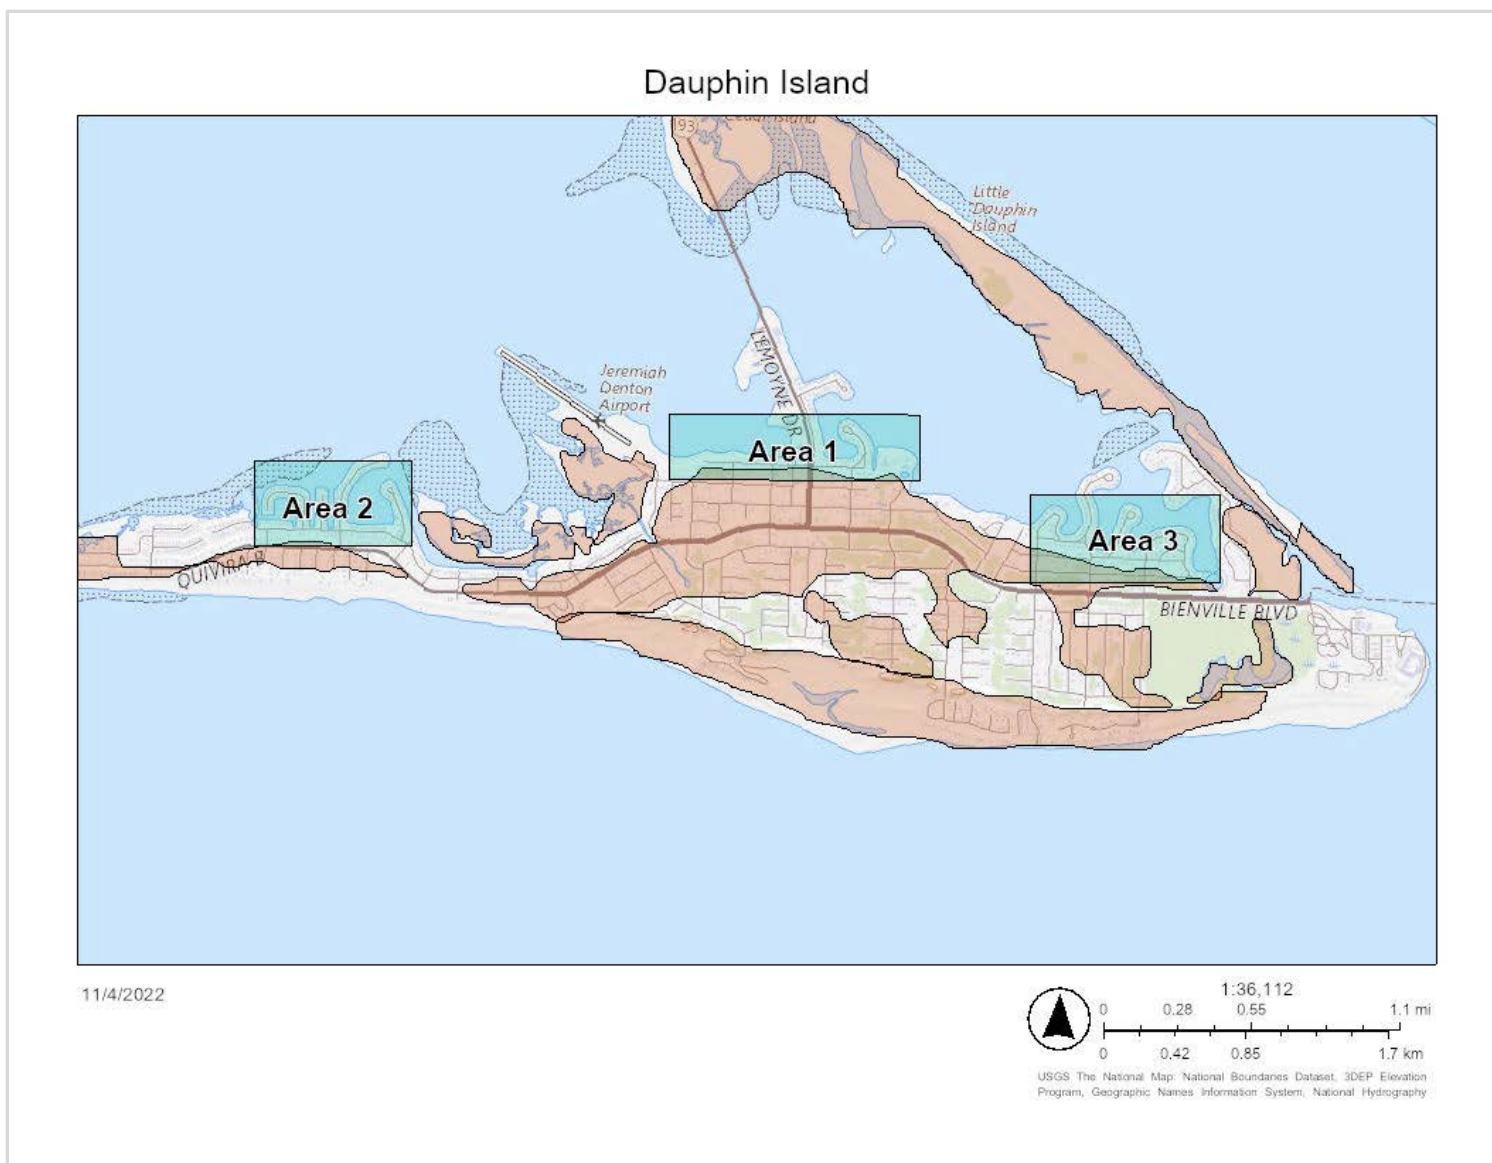 Dauphin Island
93
Cedar Island
Little
Dauphin
Island
LEMOYNE DR
Jeremiah
Denton
Airport
Area 1
Area 2
Area 3
QUIVIRA B
BIENVILLE BLVD
11/4/2022
1:36,112
0 0.28 0.55 1.1 mi
0 0.42 0.85 1.7 km
USGS The National Map: National Boundaries Dataset, 3DEP Elevation
Program, Geographic Names Information System, National Hydrography